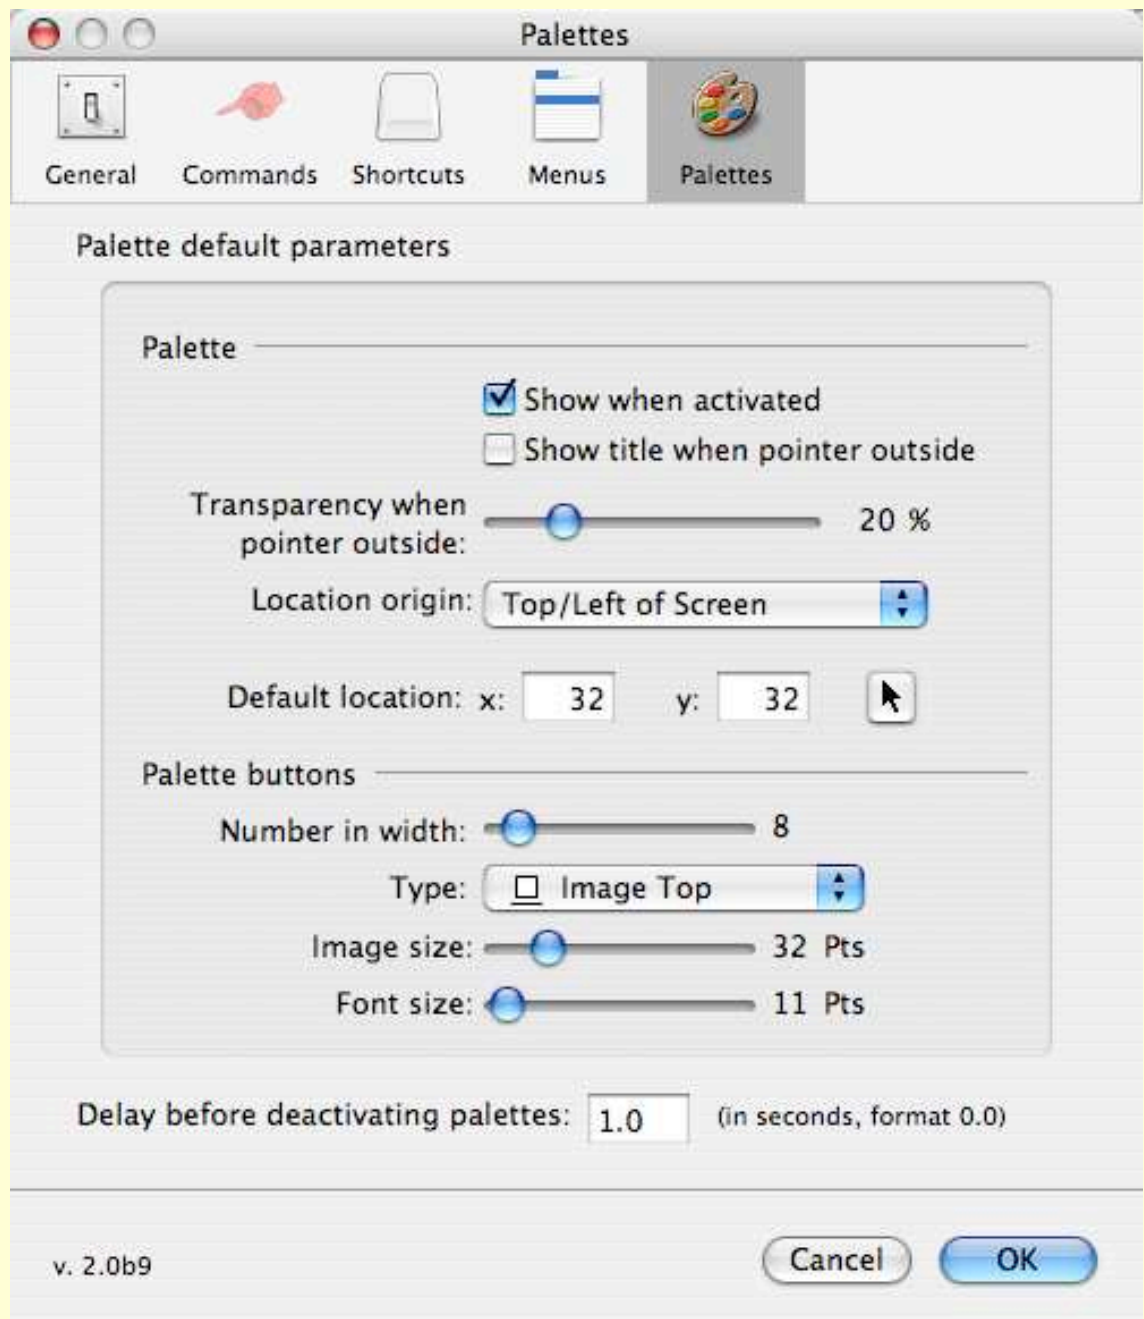 Palettes
General Commands Shortcuts Menus Palettes
Palette default parameters
Palette
Show when activated
Show title when pointer outside
Transparency when
pointer outside:
20 %
Location origin: Top/Left of Screen
Default location: x: 32 y: 32
Palette buttons
Number in width: 8
Type: Image Top
Image size: 32 Pts
Font size: 11 Pts
Delay before deactivating palettes: 1.0 (in seconds, format 0.0)
v. 2.0b9 Cancel OK